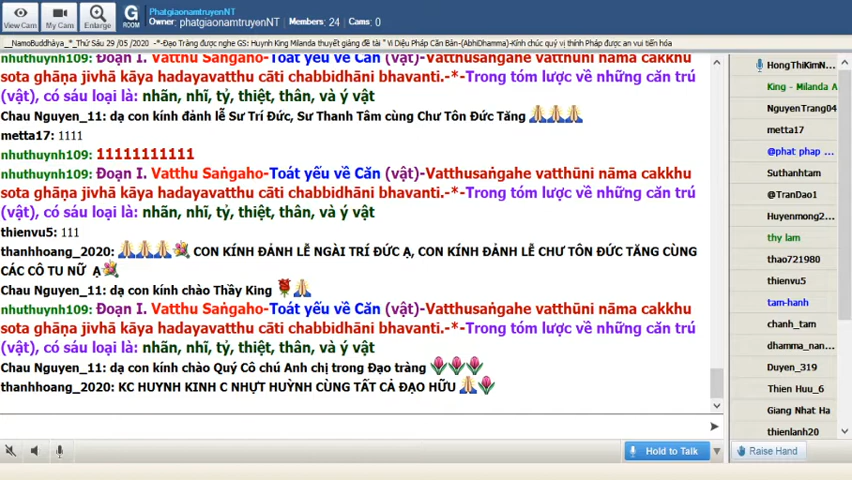 View Cam
My Cam
Enlarge
G
ROOM
PhatgiaonamtruyenNT
Owner: phatgiaonamtruyenNT | Members: 24 | Cams: 0
__NamoBuddhàya_*_Thứ Sáu 29 /05 /2020 -*-Đạo Tràng được nghe GS: Huynh King Milanda thuyết giảng đề tài " Vi Diệu Pháp Căn Bản-(AbhiDhamma)-Kính chúc quý vị thính Pháp được an vui tiến hóa
nhuthuynh109: Đoạn I. Vatthu Saṅgaho-Toát yếu về Căn (vật)-Vatthusaṅgahe vatthūni nāma cakkhu
sota ghāṇa jivhā kāya hadayavatthu cāti chabbidhāni bhavanti.-*-Trong tóm lược về những căn trú
(vật), có sáu loại là: nhãn, nhĩ, tỷ, thiệt, thân, và ý vật
Chau Nguyen_11: dạ con kính đảnh lễ Sư Trí Đức, Sư Thanh Tâm cùng Chư Tôn Đức Tăng
metta17: 1111
nhuthuynh109: 11111111111
nhuthuynh109: Đoạn I. Vatthu Saṅgaho-Toát yếu về Căn (vật)-Vatthusaṅgahe vatthūni nāma cakkhu
sota ghāṇa jivhā kāya hadayavatthu cāti chabbidhāni bhavanti.-*-Trong tóm lược về những căn trú
(vật), có sáu loại là: nhãn, nhĩ, tỷ, thiệt, thân, và ý vật
thienvu5: 111
thanhhoang_2020: CON KÍNH ĐẢNH LỄ NGÀI TRÍ ĐỨC Ạ, CON KÍNH ĐẢNH LỄ CHƯ TÔN ĐỨC TĂNG CÙNG
CÁC CÔ TU NỮ Ạ
Chau Nguyen_11: dạ con kính chào Thầy King
nhuthuynh109: Đoạn I. Vatthu Saṅgaho-Toát yếu về Căn (vật)-Vatthusaṅgahe vatthūni nāma cakkhu
sota ghāṇa jivhā kāya hadayavatthu cāti chabbidhāni bhavanti.-*-Trong tóm lược về những căn trú
(vật), có sáu loại là: nhãn, nhĩ, tỷ, thiệt, thân, và ý vật
Chau Nguyen_11: dạ con kính chào Quý Cô chú Anh chị trong Đạo tràng
thanhhoang_2020: KC HUYNH KINH C NHỰT HUỲNH CÙNG TẤT CẢ ĐẠO HỮU
HongThiKimN...
King - Milanda A
NguyenTrang04
metta17
@phat phap ...
Suthanhtam
@TranDao1
Huyenmong2...
thy lam
thao721980
thienvu5
tam-hanh
chanh_tam
dhamma_nan...
Duyen_319
Thien Huu_6
Giang Nhat Ha
thienlanh20
Hold to Talk
Raise Hand